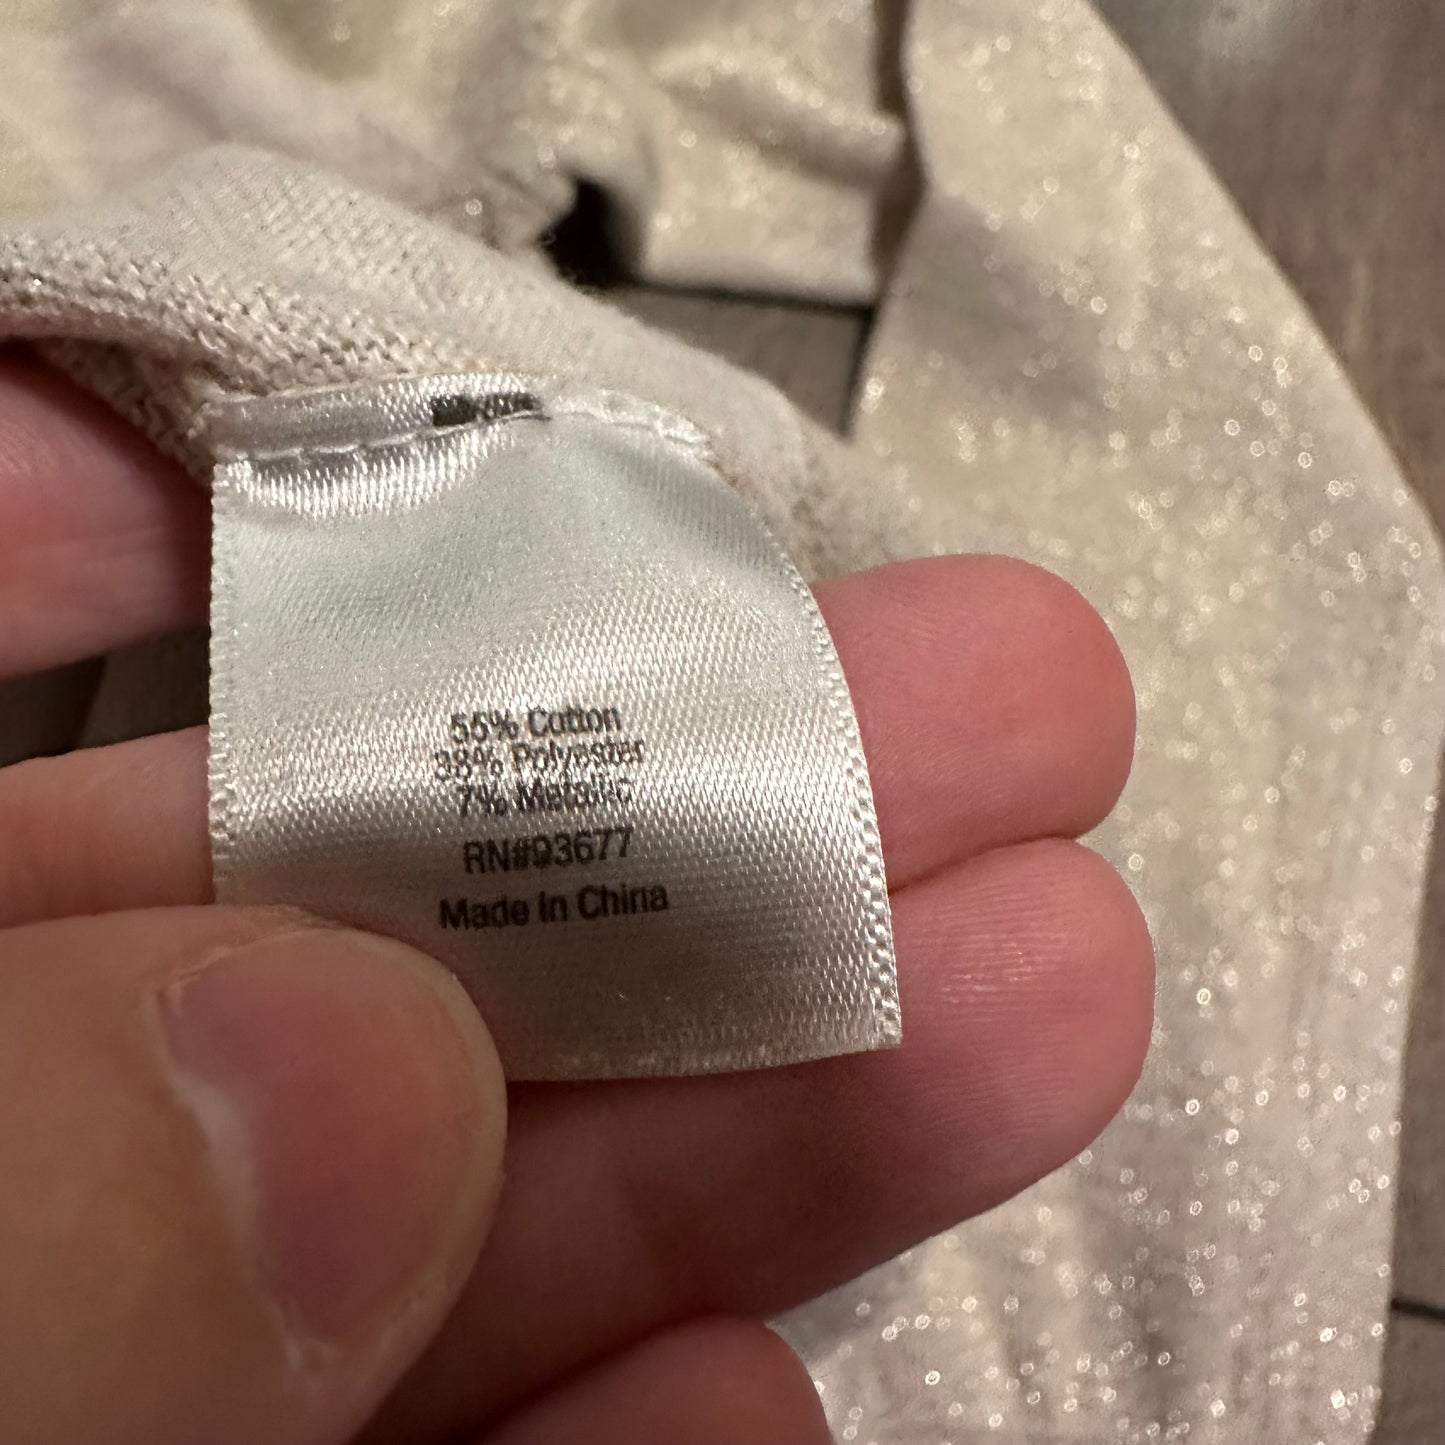 55% Cotton
38% Polyester
7% Metallic
RN#93677
Made In China